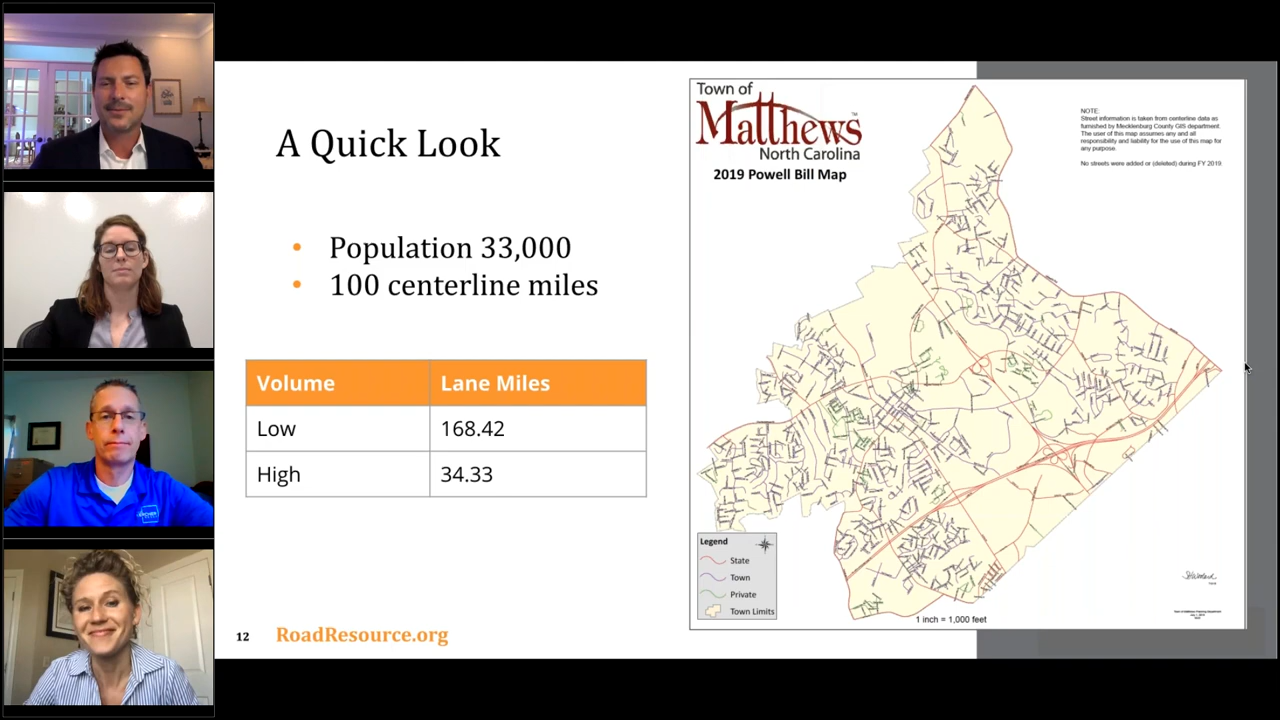 A Quick Look
• Population 33,000
• 100 centerline miles
Volume Lane Miles
Low 168.42
High 34.33
12 RoadResource.org
Town of
Matthews
North Carolina
2019 Powell Bill Map
NOTE:
Street information is taken from centerline data as
furnished by Mecklenburg County GIS department.
The user of this map assumes any and all
responsibility and liability for the use of this map for
any purpose.
No streets were added or (deleted) during FY 2019.
Legend
State
Town
Private
Town Limits
1 inch = 1,000 feet